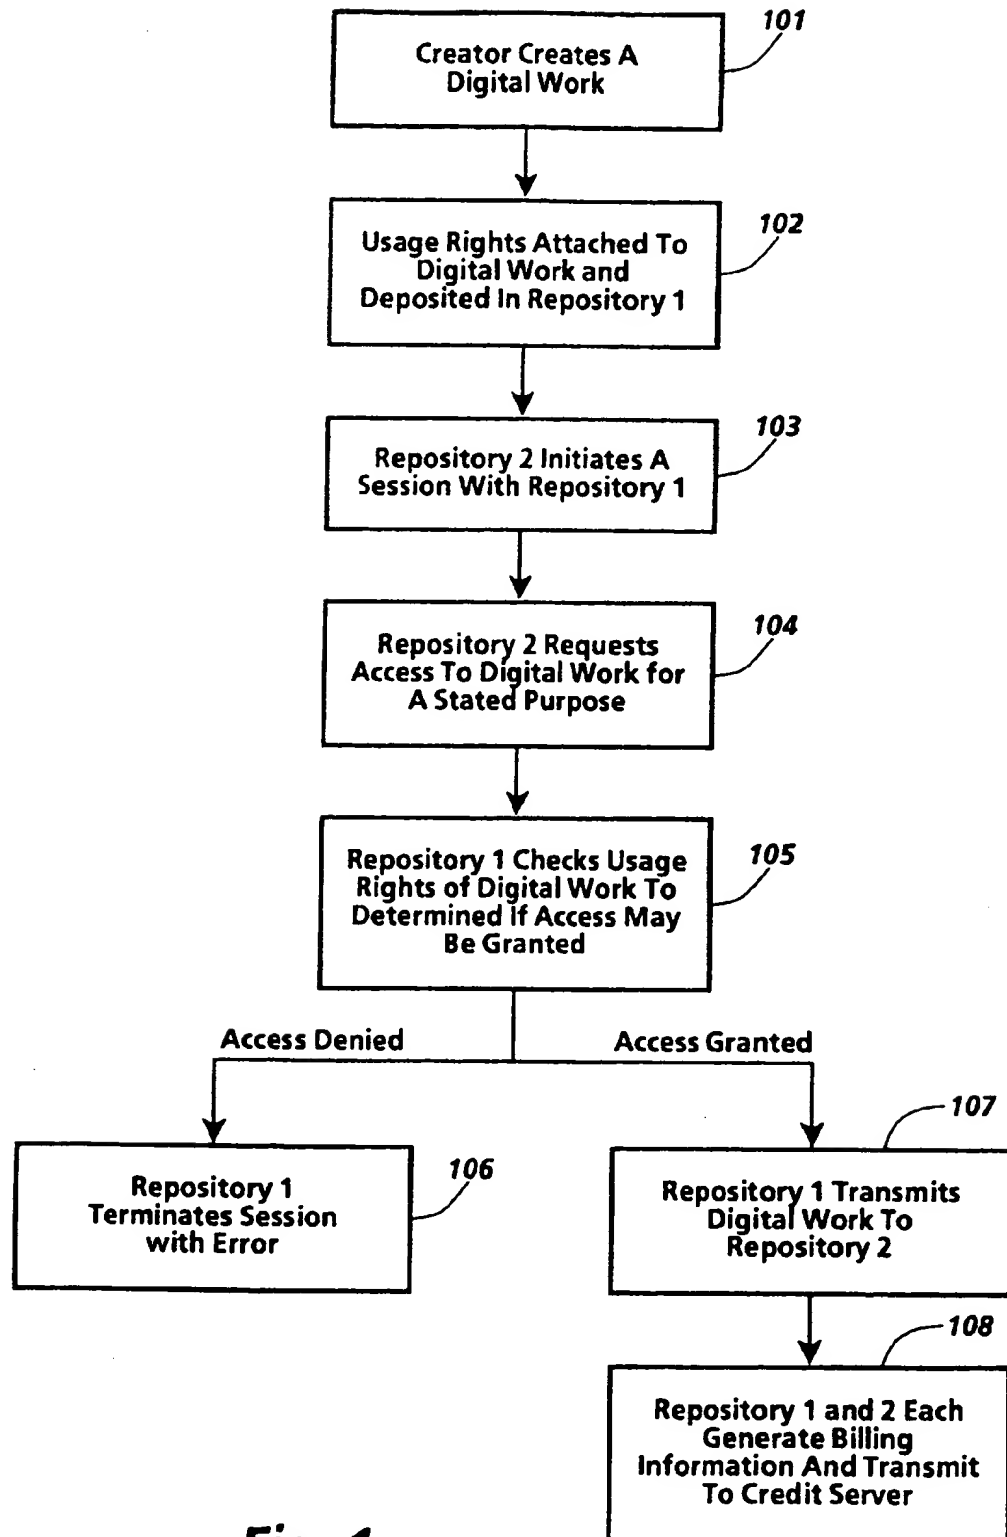 101
Creator Creates A
Digital Work
102
Usage Rights Attached To
Digital Work and
Deposited In Repository 1
103
Repository 2 Initiates A
Session With Repository 1
104
Repository 2 Requests
Access To Digital Work for
A Stated Purpose
105
Repository 1 Checks Usage
Rights of Digital Work To
Determined If Access May
Be Granted
Access Denied
Access Granted
106
Repository 1
Terminates Session
with Error
107
Repository 1 Transmits
Digital Work To
Repository 2
108
Repository 1 and 2 Each
Generate Billing
Information And Transmit
To Credit Server